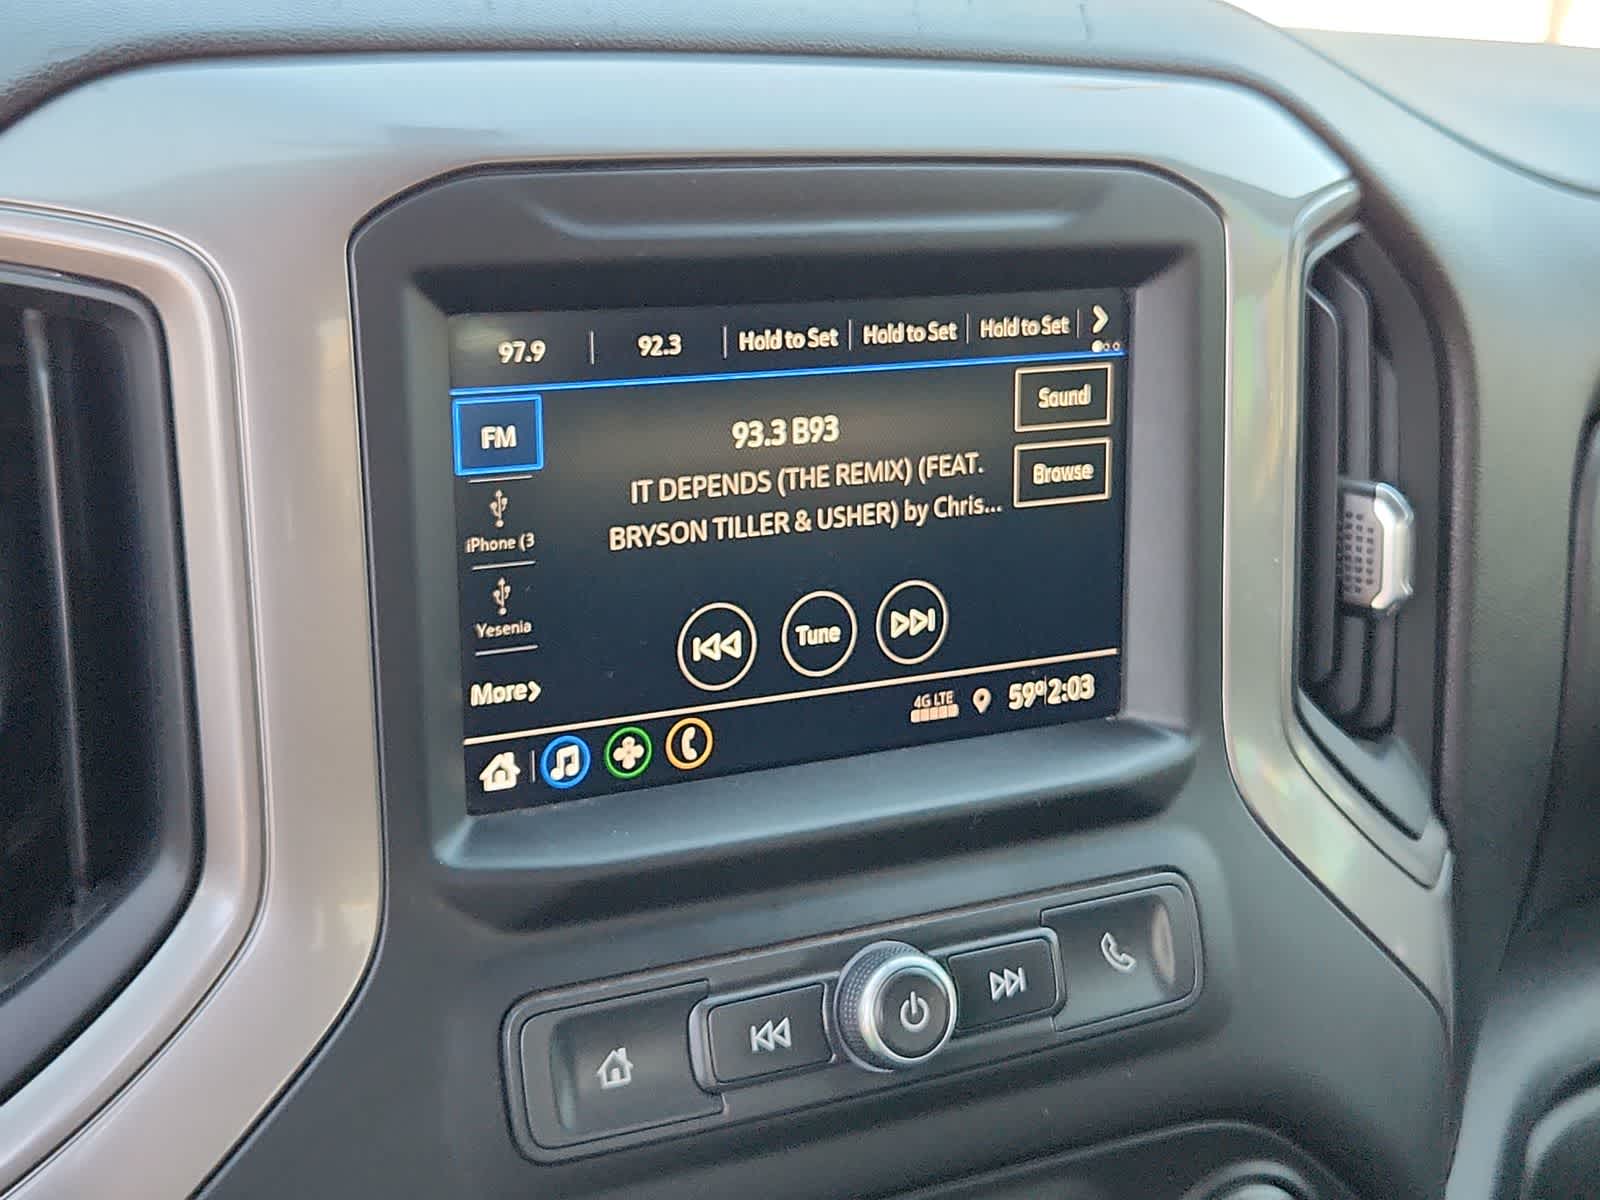 97.9 | 92.3 | Hold to Set | Hold to Set | Hold to Set
FM
93.3 B93
Sound
IT DEPENDS (THE REMIX) (FEAT.
BRYSON TILLER & USHER) by Chris...
Browse
iPhone (3
Yesenia
Tune
More
4G LTE
59° 2:03